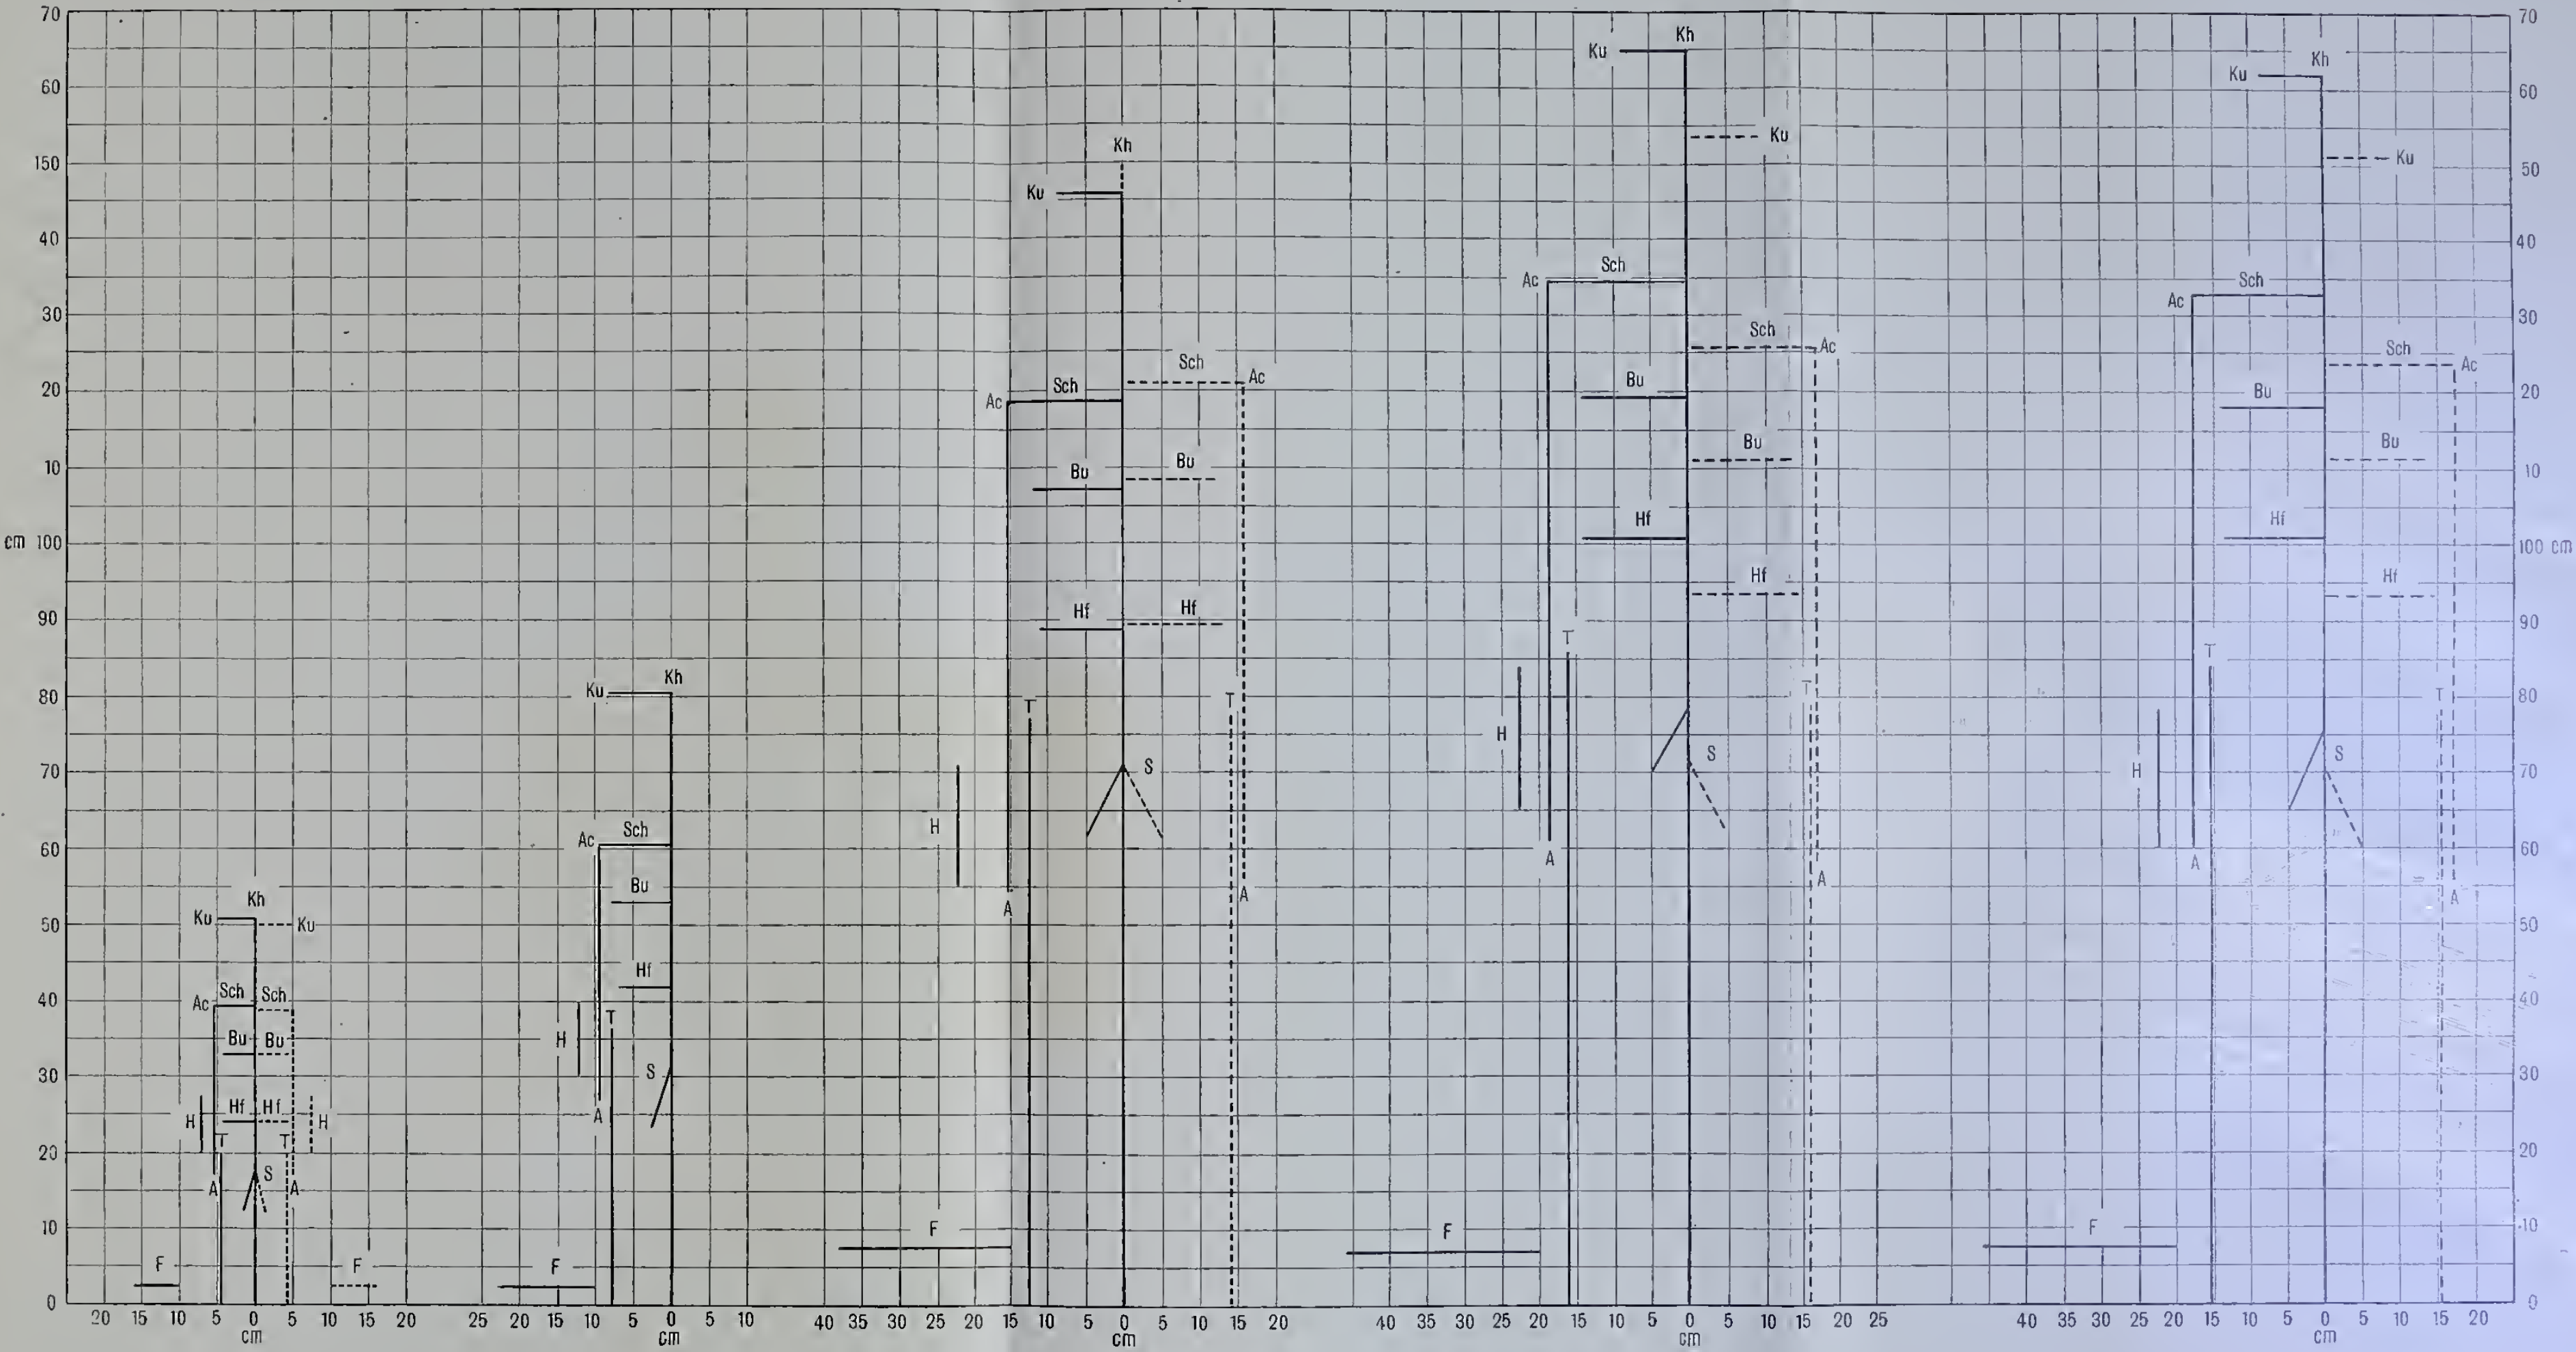 70 70
60 60
150 50
40 40
30 30
20 20
10 10
cm 100 100 cm
90 90
80 80
70 70
60 60
50 50
40 40
30 30
20 20
10 10
0 0
Kh
Ku Ku
Sch Sch
Ac
Bu Bu
Hf Hf
H H
T T
S
A A
F F
20 15 10 5 0 5 10 15 20
cm
Kh
Ku
Sch
Ac
Bu
Hf
T
H
S
A
F
25 20 15 10 5 0 5 10
cm
Kh
Ku
Sch
Ac
Sch
Ac
Bu
Bu
Hf Hf
T T
S
H
A
A
F
40 35 30 25 20 15 10 5 0 5 10 15 20
cm
Kh
Ku
Ku
Sch
Ac
Sch
Ac
Bu
Bu
Hf
Hf
T
T
H
S
A
A
F
40 35 30 25 20 15 10 5 0 5 10 15 20 25
cm
Kh
Ku
Ku
Sch
Ac
Sch
Ac
Bu
Bu
Hf
Hf
T
T
S
H
A
A
F
40 35 30 25 20 15 10 5 0 5 10 15 20
cm